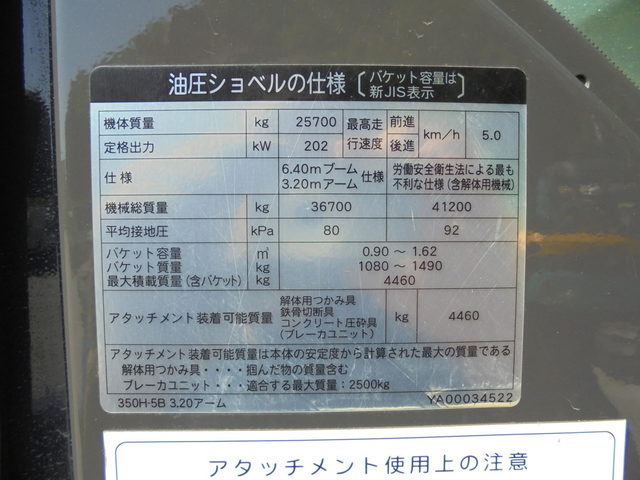 油圧ショベルの仕様〔バケット容量は新JIS表示〕
機体質量 kg 25700 最高走行速度 前進 後進 km/h 5.0
定格出力 kW 202
仕様 6.40mブーム 3.20mアーム 仕様 労働安全衛生法による最も不利な仕様(含解体用機械)
機械総質量 kg 36700 41200
平均接地圧 kPa 80 92
バケット容量 m³ 0.90 ～ 1.62
バケット質量 kg 1080 ～ 1490
最大積載質量(含バケット) kg 4460
アタッチメント装着可能質量 解体用つかみ具 鉄骨切断具 コンクリート圧砕具 (ブレーカユニット) kg 4460
アタッチメント装着可能質量は本体の安定度から計算された最大の質量である
解体用つかみ具・・・・掴んだ物の質量含む
ブレーカユニット・・・適合する最大質量:2500kg
350H-5B 3.20アーム YA00034522
アタッチメント使用上の注意